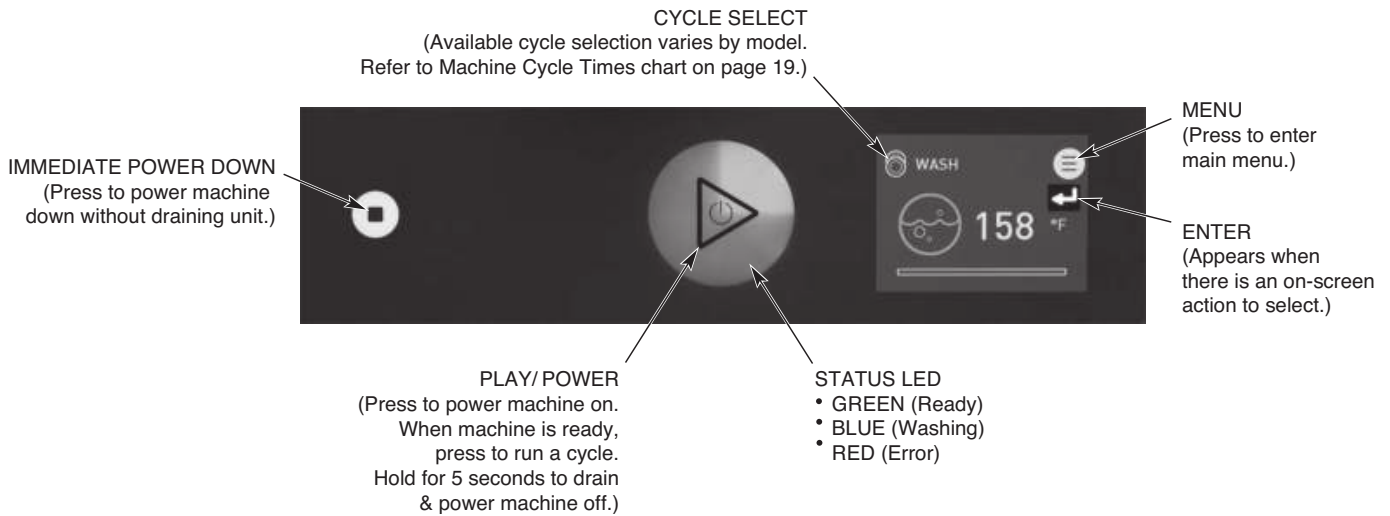 CYCLE SELECT
(Available cycle selection varies by model.
Refer to Machine Cycle Times chart on page 19.)
MENU
(Press to enter
main menu.)
IMMEDIATE POWER DOWN
(Press to power machine
down without draining unit.)
WASH
158 °F
ENTER
(Appears when
there is an on-screen
action to select.)
PLAY/ POWER
(Press to power machine on.
When machine is ready,
press to run a cycle.
Hold for 5 seconds to drain
& power machine off.)
STATUS LED
• GREEN (Ready)
• BLUE (Washing)
• RED (Error)